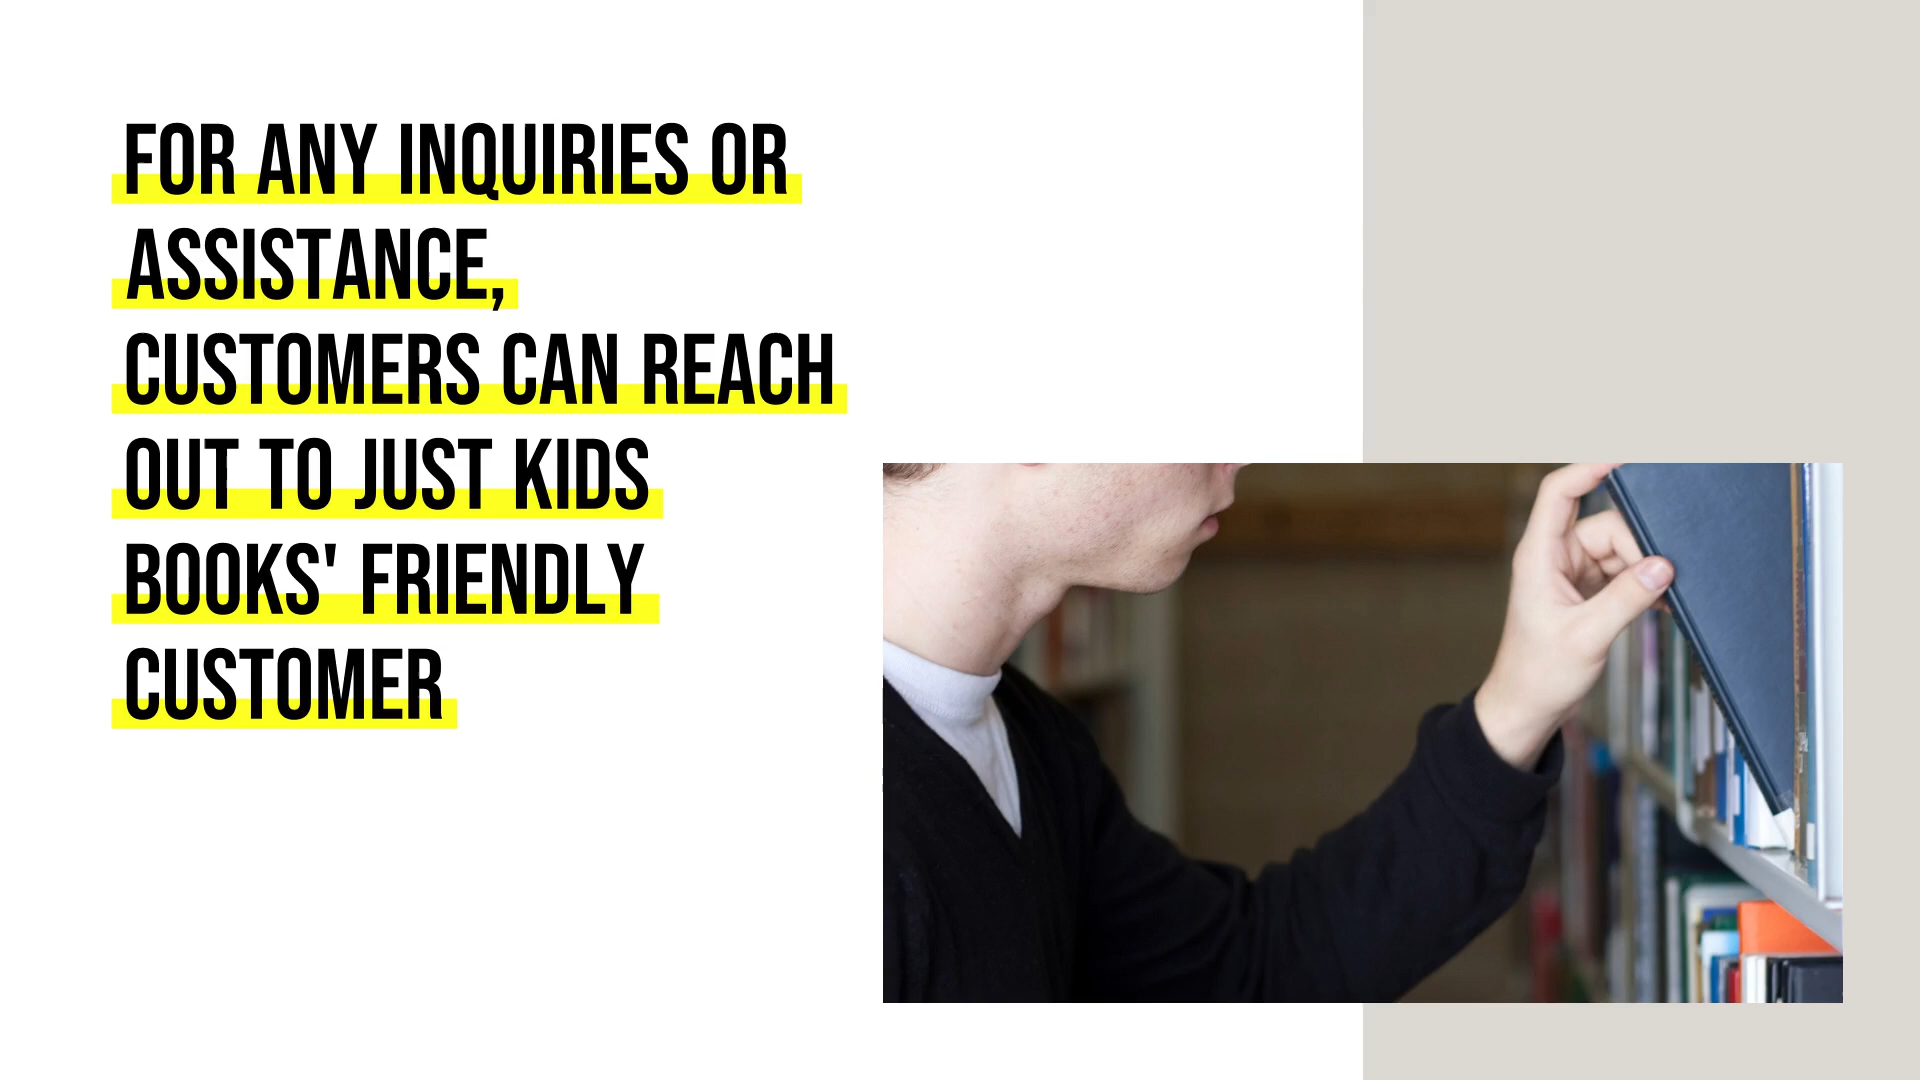 FOR ANY INQUIRIES OR
ASSISTANCE,
CUSTOMERS CAN REACH
OUT TO JUST KIDS
BOOKS' FRIENDLY
CUSTOMER